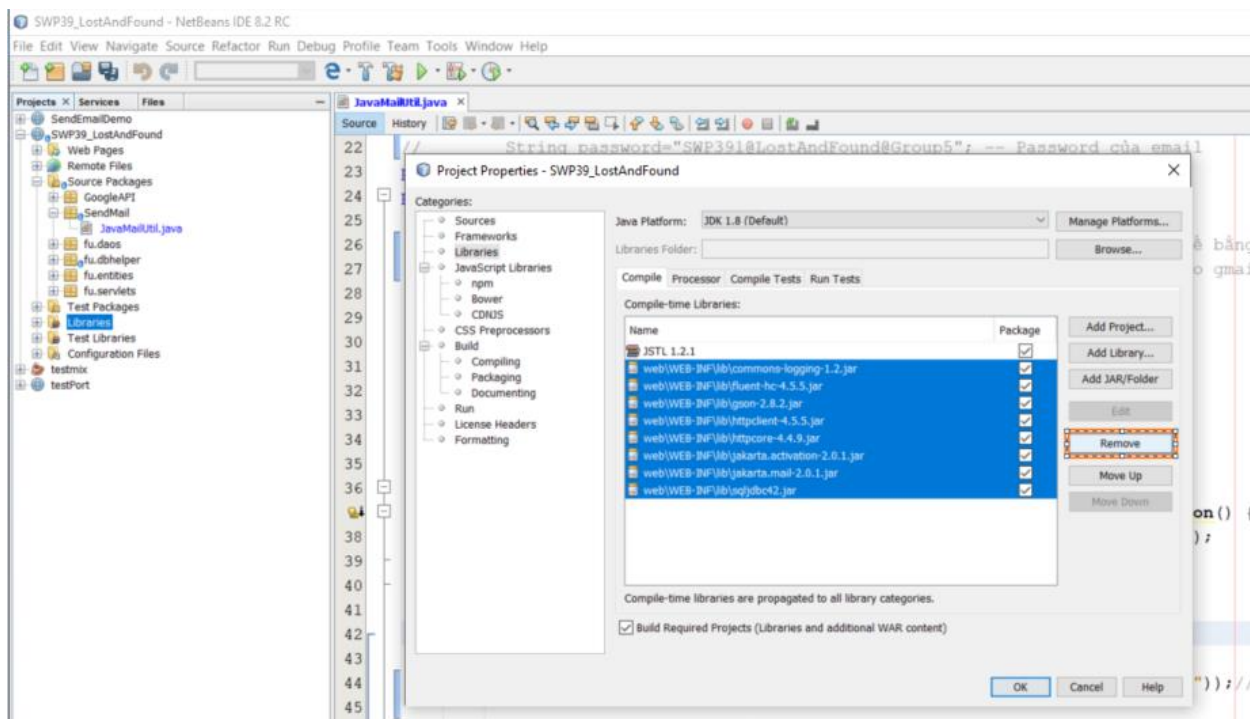 SWP39_LostAndFound - NetBeans IDE 8.2 RC
File Edit View Navigate Source Refactor Run Debug Profile Team Tools Window Help
Projects Services Files
SendEmailDemo
SWP39_LostAndFound
Web Pages
Remote Files
Source Packages
GoogleAPI
SendMail
JavaMailUtil.java
fu.daos
fu.dbhelper
fu.entities
fu.servlets
Test Packages
Libraries
Test Libraries
Configuration Files
testmix
testPort
JavaMailUtil.java
Source History
22 // String password="SWP391@LostAndFound@Group5"; -- Password của email
23
24
25
26
27
28
29
30
31
32
33
34
35
36
38
39
40
41
42
43
44
45
bằng
gmai
on() {
);
"));//
Project Properties - SWP39_LostAndFound
Categories:
Sources
Frameworks
Libraries
JavaScript Libraries
npm
Bower
CDNJS
CSS Preprocessors
Build
Compiling
Packaging
Documenting
Run
License Headers
Formatting
Java Platform: JDK 1.8 (Default) Manage Platforms...
Libraries Folder: Browse...
Compile Processor Compile Tests Run Tests
Compile-time Libraries:
Name Package
JSTL 1.2.1
web\WEB-INF\lib\commons-logging-1.2.jar
web\WEB-INF\lib\fluent-hc-4.5.5.jar
web\WEB-INF\lib\gson-2.8.2.jar
web\WEB-INF\lib\httpclient-4.5.5.jar
web\WEB-INF\lib\httpcore-4.4.9.jar
web\WEB-INF\lib\jakarta.activation-2.0.1.jar
web\WEB-INF\lib\jakarta.mail-2.0.1.jar
web\WEB-INF\lib\sqljdbc42.jar
Add Project...
Add Library...
Add JAR/Folder
Edit
Remove
Move Up
Move Down
Compile-time libraries are propagated to all library categories.
Build Required Projects (Libraries and additional WAR content)
OK Cancel Help